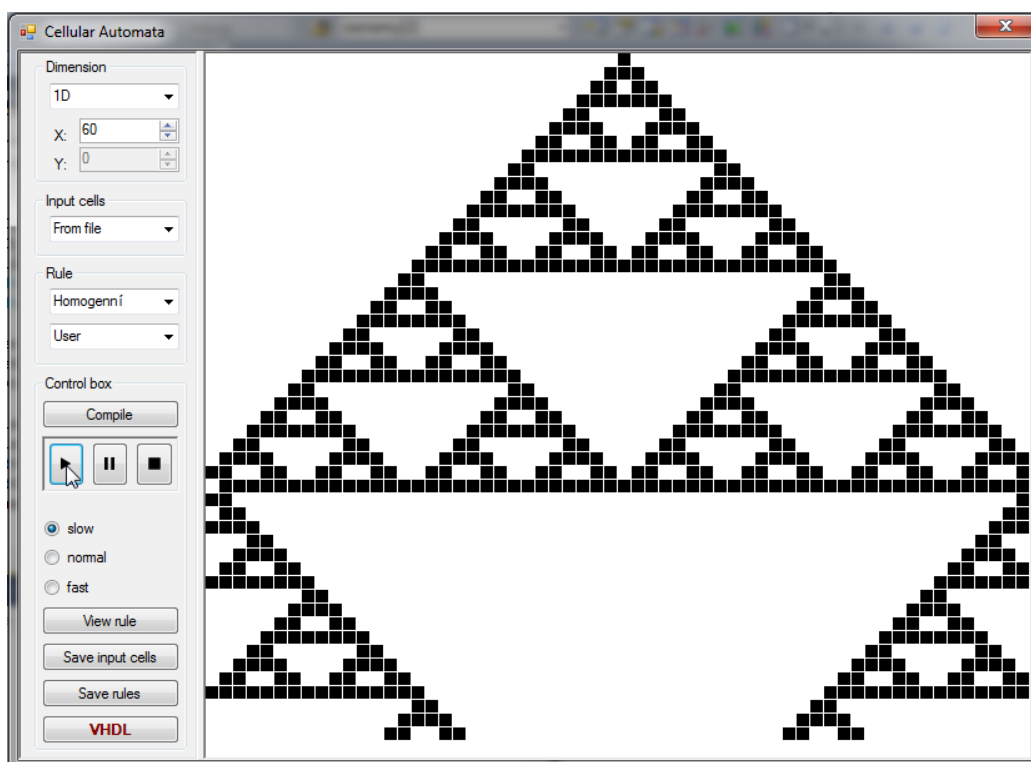 Cellular Automata
Dimension
1D
X: 60
Y: 0
Input cells
From file
Rule
Homogenní
User
Control box
Compile
slow
normal
fast
View rule
Save input cells
Save rules
VHDL